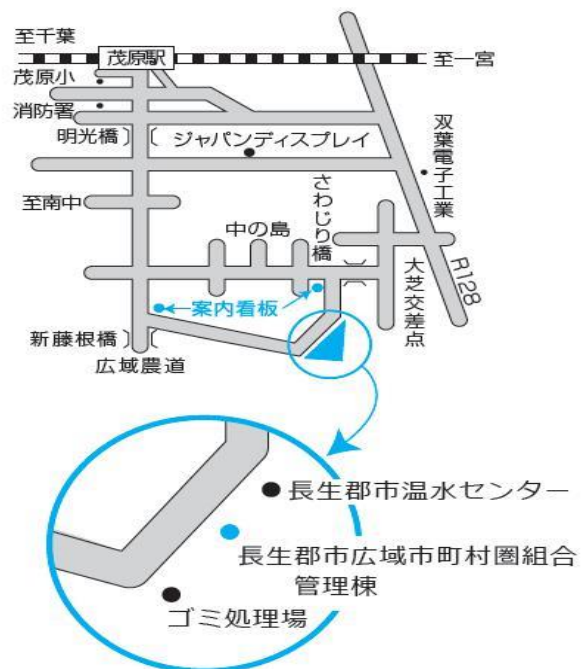 至千葉
茂原駅
至一宮
茂原小
消防署
明光橋
ジャパンディスプレイ
双葉電子工業
至南中
さわじり橋
中の島
大芝交差点
R128
案内看板
新藤根橋
広域農道
長生郡市温水センター
長生郡市広域市町村圏組合
管理棟
ゴミ処理場